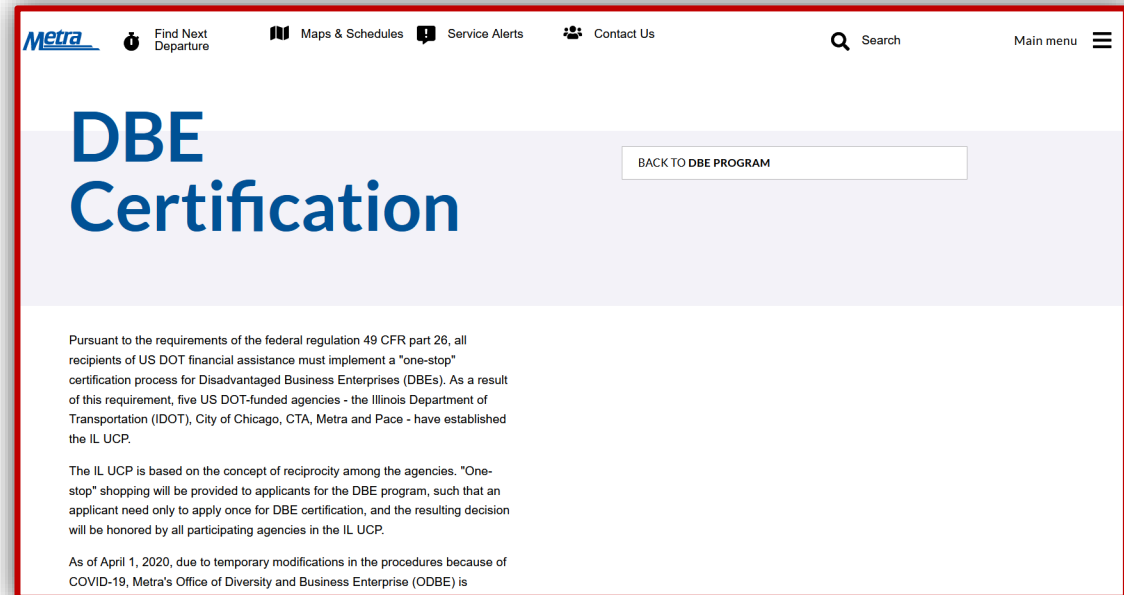 Metra
Find Next
Departure
Maps & Schedules
Service Alerts
Contact Us
Search
Main menu
DBE
Certification
BACK TO DBE PROGRAM
Pursuant to the requirements of the federal regulation 49 CFR part 26, all
recipients of US DOT financial assistance must implement a "one-stop"
certification process for Disadvantaged Business Enterprises (DBEs). As a result
of this requirement, five US DOT-funded agencies - the Illinois Department of
Transportation (IDOT), City of Chicago, CTA, Metra and Pace - have established
the IL UCP.
The IL UCP is based on the concept of reciprocity among the agencies. "One-
stop" shopping will be provided to applicants for the DBE program, such that an
applicant need only to apply once for DBE certification, and the resulting decision
will be honored by all participating agencies in the IL UCP.
As of April 1, 2020, due to temporary modifications in the procedures because of
COVID-19, Metra's Office of Diversity and Business Enterprise (ODBE) is